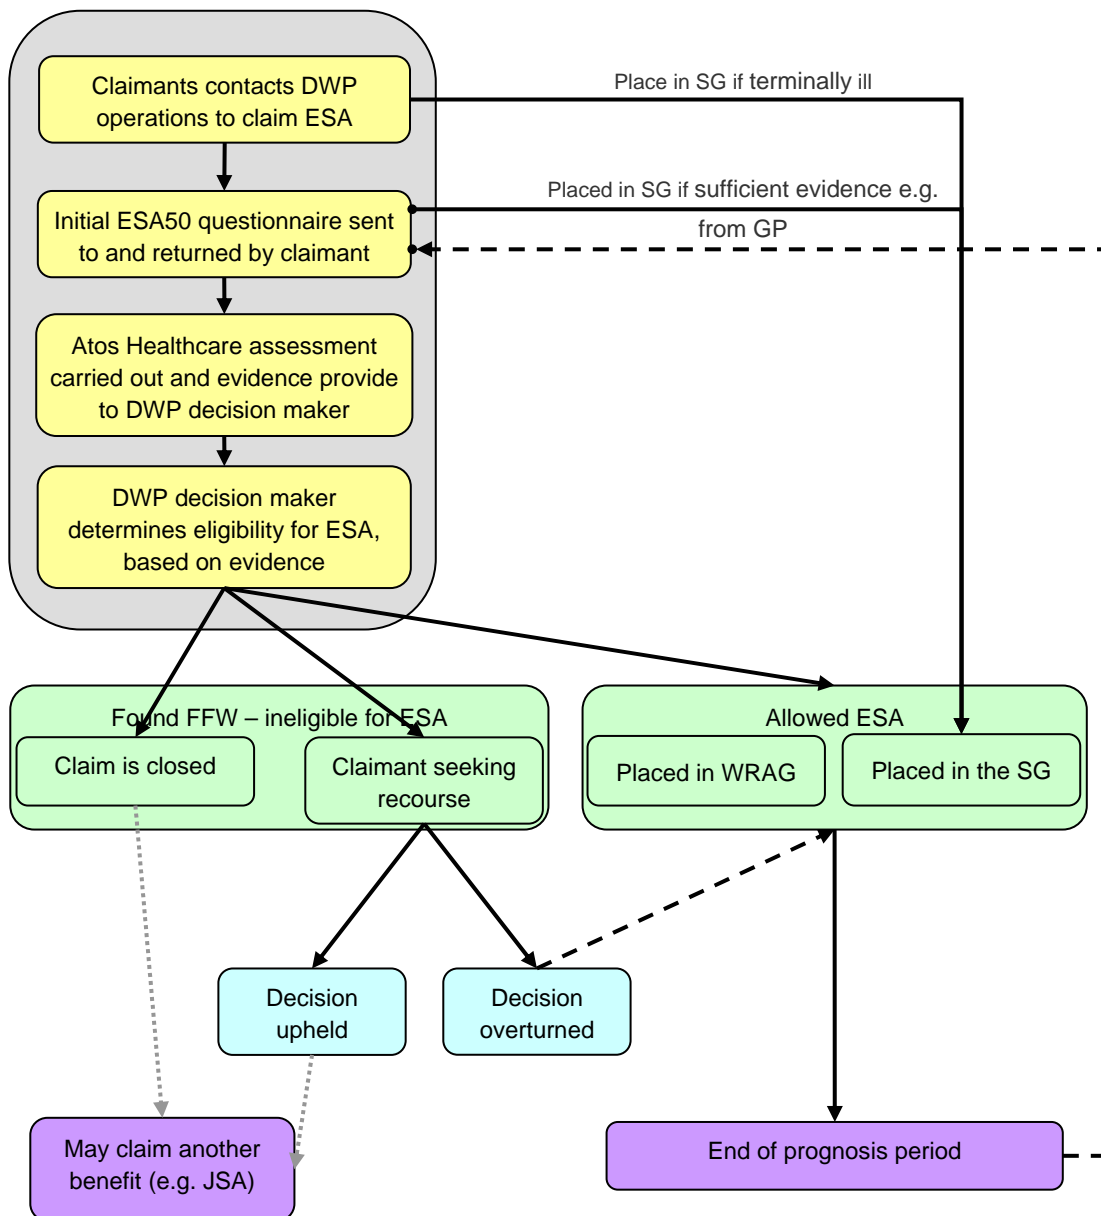 Claimants contacts DWP
operations to claim ESA
Place in SG if terminally ill
Initial ESA50 questionnaire sent
to and returned by claimant
Placed in SG if sufficient evidence e.g.
from GP
Atos Healthcare assessment
carried out and evidence provide
to DWP decision maker
DWP decision maker
determines eligibility for ESA,
based on evidence
Found FFW – ineligible for ESA
Claim is closed
Claimant seeking
recourse
Allowed ESA
Placed in WRAG
Placed in the SG
Decision
upheld
Decision
overturned
May claim another
benefit (e.g. JSA)
End of prognosis period